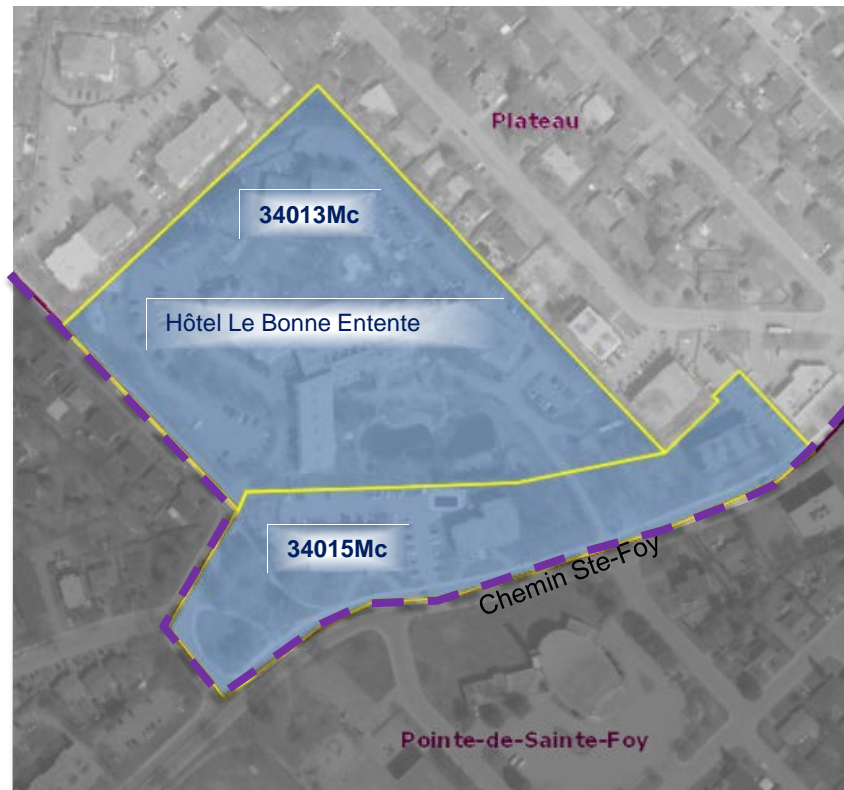 Plateau
34013Mc
Hôtel Le Bonne Entente
34015Mc
Chemin Ste-Foy
Pointe-de-Sainte-Foy